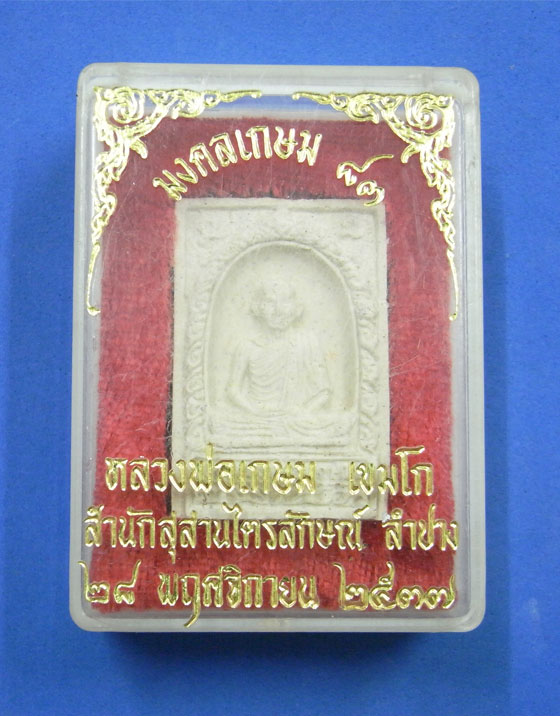 มงคลเกษม ๘๓
หลวงพ่อเกษม เขมโก
สำนักสุสานไตรลักษณ์ ลำปาง
๒๘ พฤศจิกายน ๒๕๓๗